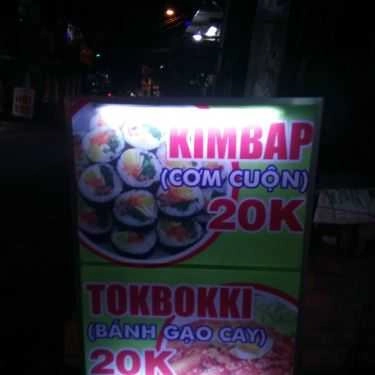 KIMBAP
(CƠM CUỘN)
20K
TOKBOKKI
(BÁNH GẠO CAY)
20K